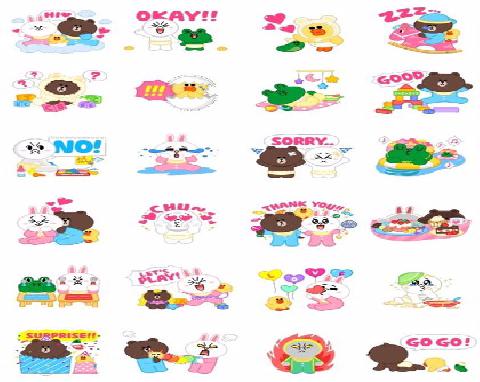 HI♥
OKAY!!
ZZZ...
? ? ?
!!!
GOOD
NO!
SORRY..
CHU~
THANK YOU!!
LET'S
PLAY!
SURPRISE!!
GO GO!